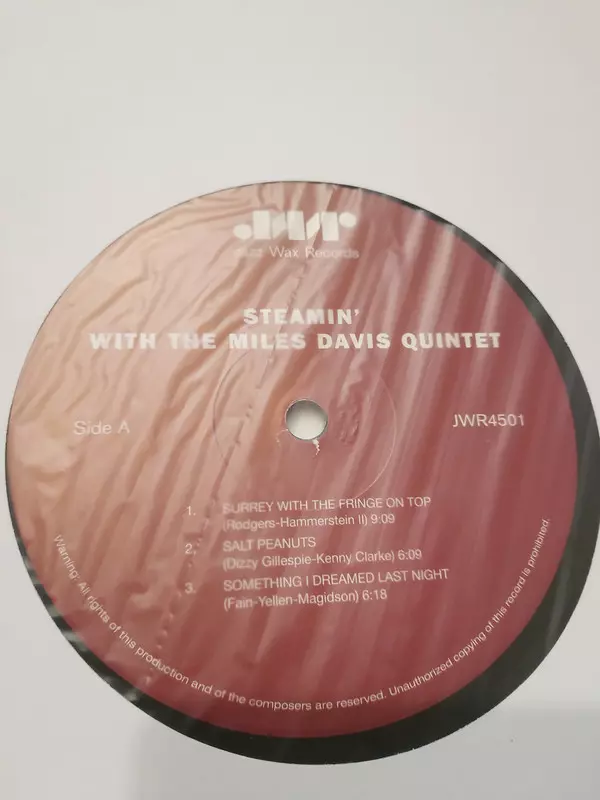 Jwr
Jazz Wax Records
STEAMIN'
WITH THE MILES DAVIS QUINTET
Side A
JWR4501
1. SURREY WITH THE FRINGE ON TOP
(Rodgers-Hammerstein II) 9:09
2. SALT PEANUTS
(Dizzy Gillespie-Kenny Clarke) 6:09
3. SOMETHING I DREAMED LAST NIGHT
(Fain-Yellen-Magidson) 6:18
Warning: All rights of this production and of the composers are reserved. Unauthorized copying of this record is prohibited.